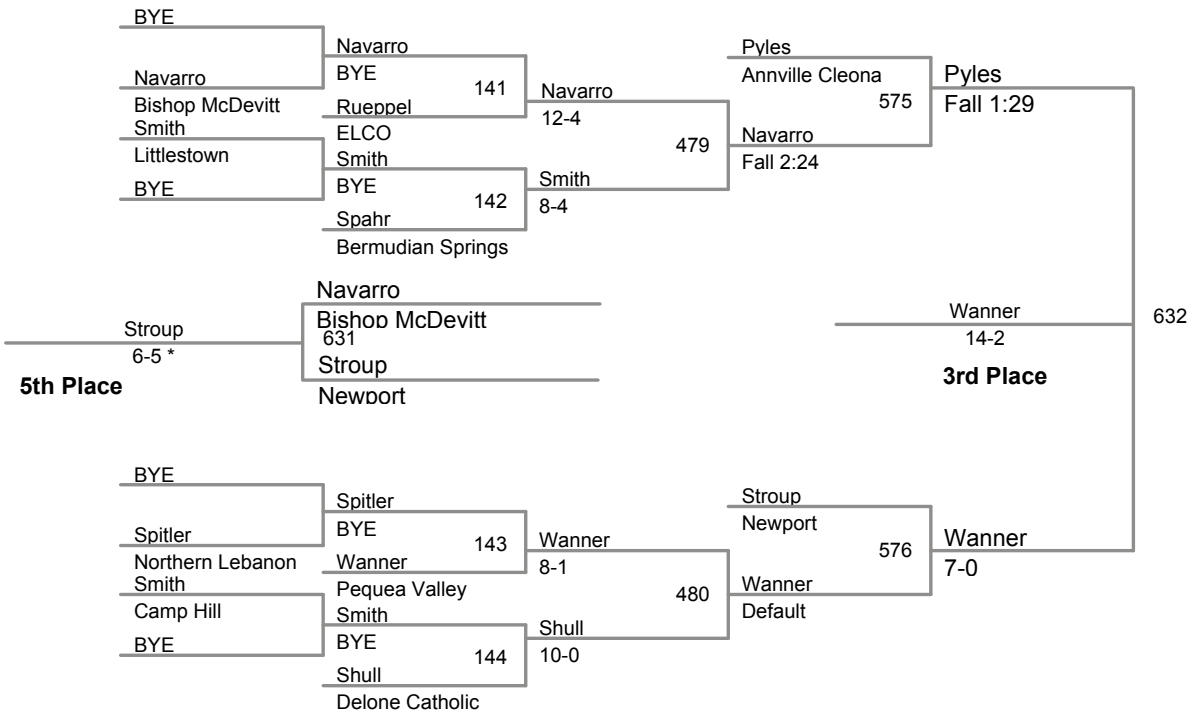 BYE
Navarro
Navarro
BYE
141
Rueppel
ELCO
Bishop McDevitt
Smith
Littlestown
BYE
Smith
BYE
142
Spahr
Bermudian Springs
Navarro
12-4
479
Smith
8-4
Pyles
Annville Cleona
575
Navarro
Fall 2:24
Pyles
Fall 1:29
Navarro
Bishop McDevitt
631
Stroup
Newport
Stroup
6-5 *
5th Place
Wanner
14-2
632
3rd Place
BYE
Spitler
Northern Lebanon
Smith
Camp Hill
BYE
Spitler
BYE
143
Wanner
Pequea Valley
Smith
BYE
144
Shull
Delone Catholic
Wanner
8-1
480
Shull
10-0
Stroup
Newport
576
Wanner
Default
Wanner
7-0